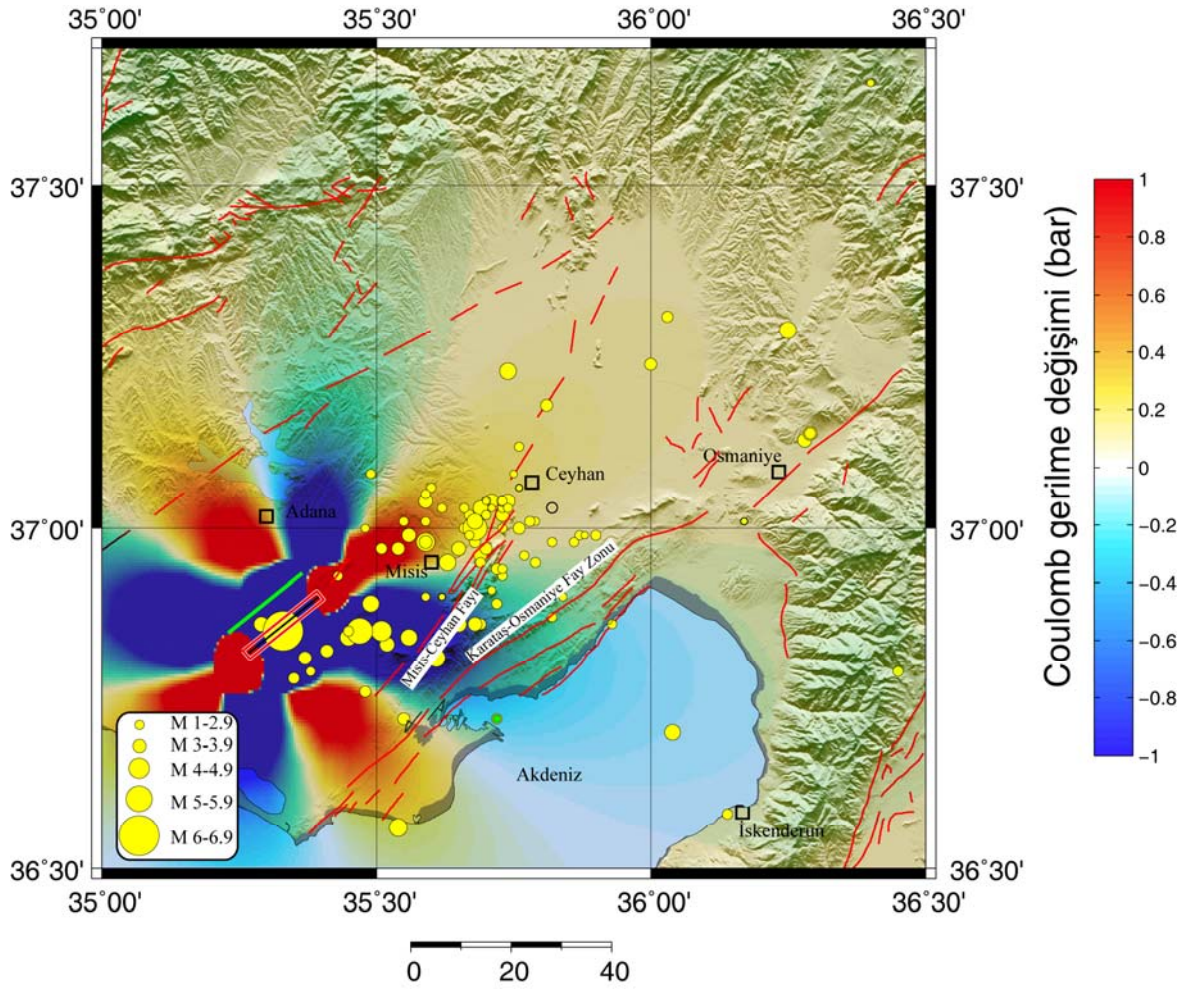 35˚00'
35˚30'
36˚00'
36˚30'
37˚30'
37˚30'
Coulomb gerilme değişimi (bar)
1
0.8
0.6
0.4
0.2
0
-0.2
-0.4
-0.6
-0.8
-1
Ceyhan
Osmaniye
Adana
37˚00'
37˚00'
Misis
Misis-Ceyhan Fayı
Karataş-Osmaniye Fay Zonu
M 1-2.9
M 3-3.9
M 4-4.9
M 5-5.9
M 6-6.9
Akdeniz
İskenderun
36˚30'
36˚30'
35˚00'
35˚30'
36˚00'
36˚30'
0
20
40